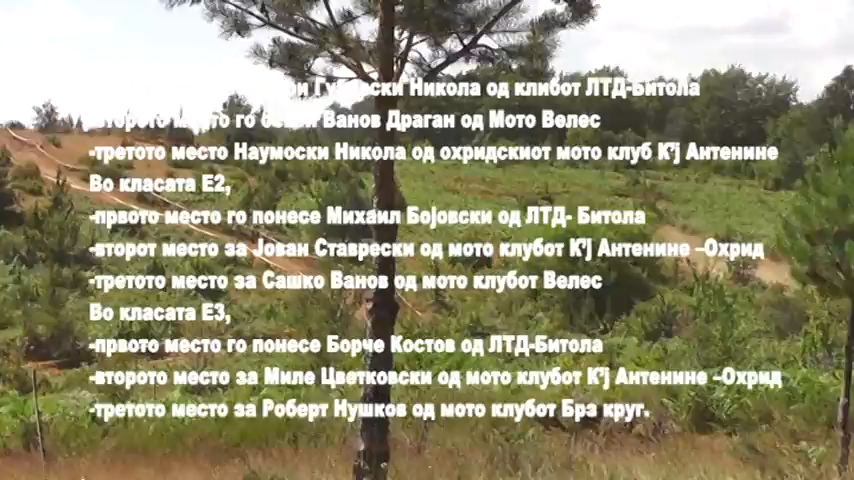 Никола од клибот ЛТД-Битола
место го Ванов Драган од Мото Велес
-третото место Наумоски Никола од охридскиот мото клуб К'ј Антенине
Во класата Е2,
-првото место го понесе Михаил Бојовски од ЛТД- Битола
-второт место за Јован Ставрески од мото клубот К'ј Антенине –Охрид
-третото место за Сашко Ванов од мото клубот Велес
Во класата Е3,
-првото место го понесе Борче Костов од ЛТД-Битола
-второто место за Миле Цветковски од мото клубот К'ј Антенине –Охрид
-третото место за Роберт Нушков од мото клубот Брз круг.